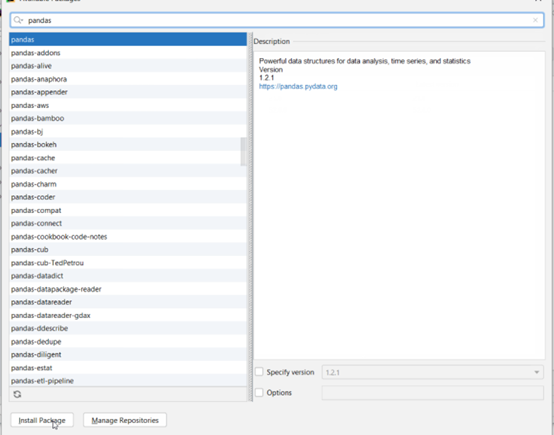 pandas
pandas
pandas-addons
pandas-alive
pandas-anaphora
pandas-appender
pandas-aws
pandas-bamboo
pandas-bj
pandas-bokeh
pandas-cache
pandas-cacher
pandas-charm
pandas-coder
pandas-compat
pandas-connect
pandas-cookbook-code-notes
pandas-cub
pandas-cub-TedPetrou
pandas-datadict
pandas-datapackage-reader
pandas-datareader
pandas-datareader-gdax
pandas-ddescribe
pandas-dedupe
pandas-diligent
pandas-estat
pandas-etl-pipeline
Description
Powerful data structures for data analysis, time series, and statistics
Version
1.2.1
https://pandas.pydata.org
Specify version 1.2.1
Options
Install Package Manage Repositories